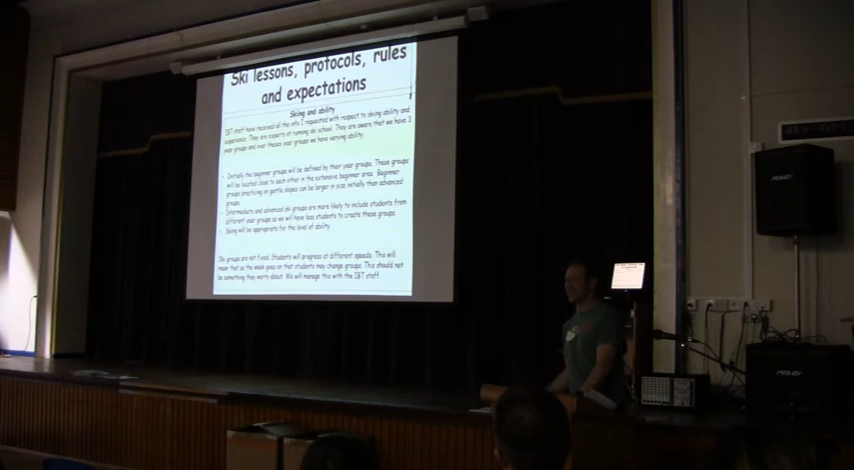 Ski lessons, protocols, rules
and expectations
Skiing and ability
IBT staff have received all the info I requested with respect to skiing ability and
experience. They are experts at running ski school. They are aware that we have 3
year groups and over theses year groups we have varying ability.
- Initially the beginner groups will be defined by their year groups. These groups
will be located close to each other in the extensive beginner area. Beginner
groups practicing on gentle slopes can be larger in size initially than advanced
groups.
- Intermediate and advanced ski groups are more likely to include students from
different year groups as we will have less students to create these groups.
- Skiing will be appropriate for the level of ability.
Ski groups are not fixed. Students will progress at different speeds. This will
mean that as the week goes on that students may change groups. This should not
be something they worry about. We will manage this with the IBT staff.
PEAVEY
PEAVEY